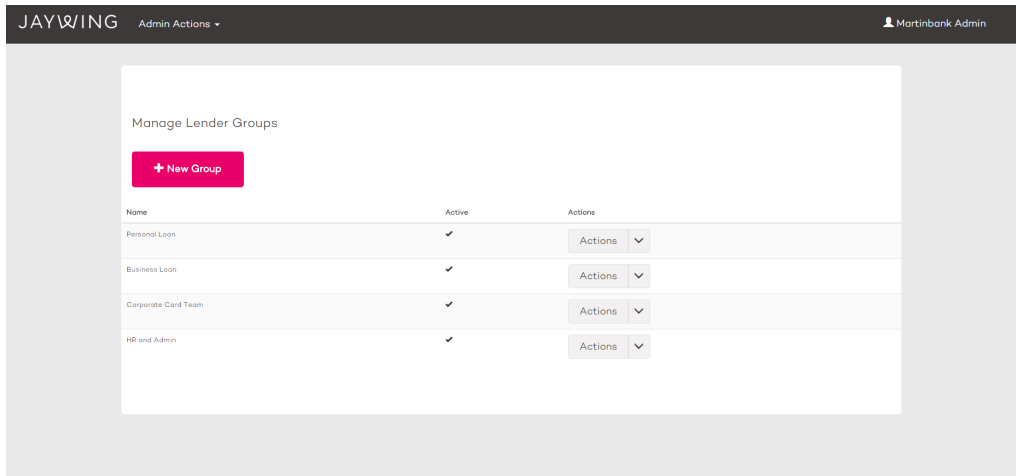 JAYWING Admin Actions Martinbank Admin
Manage Lender Groups
+ New Group
Name Active Actions
Personal Loan Actions
Business Loan Actions
Corporate Card Team Actions
HR and Admin Actions